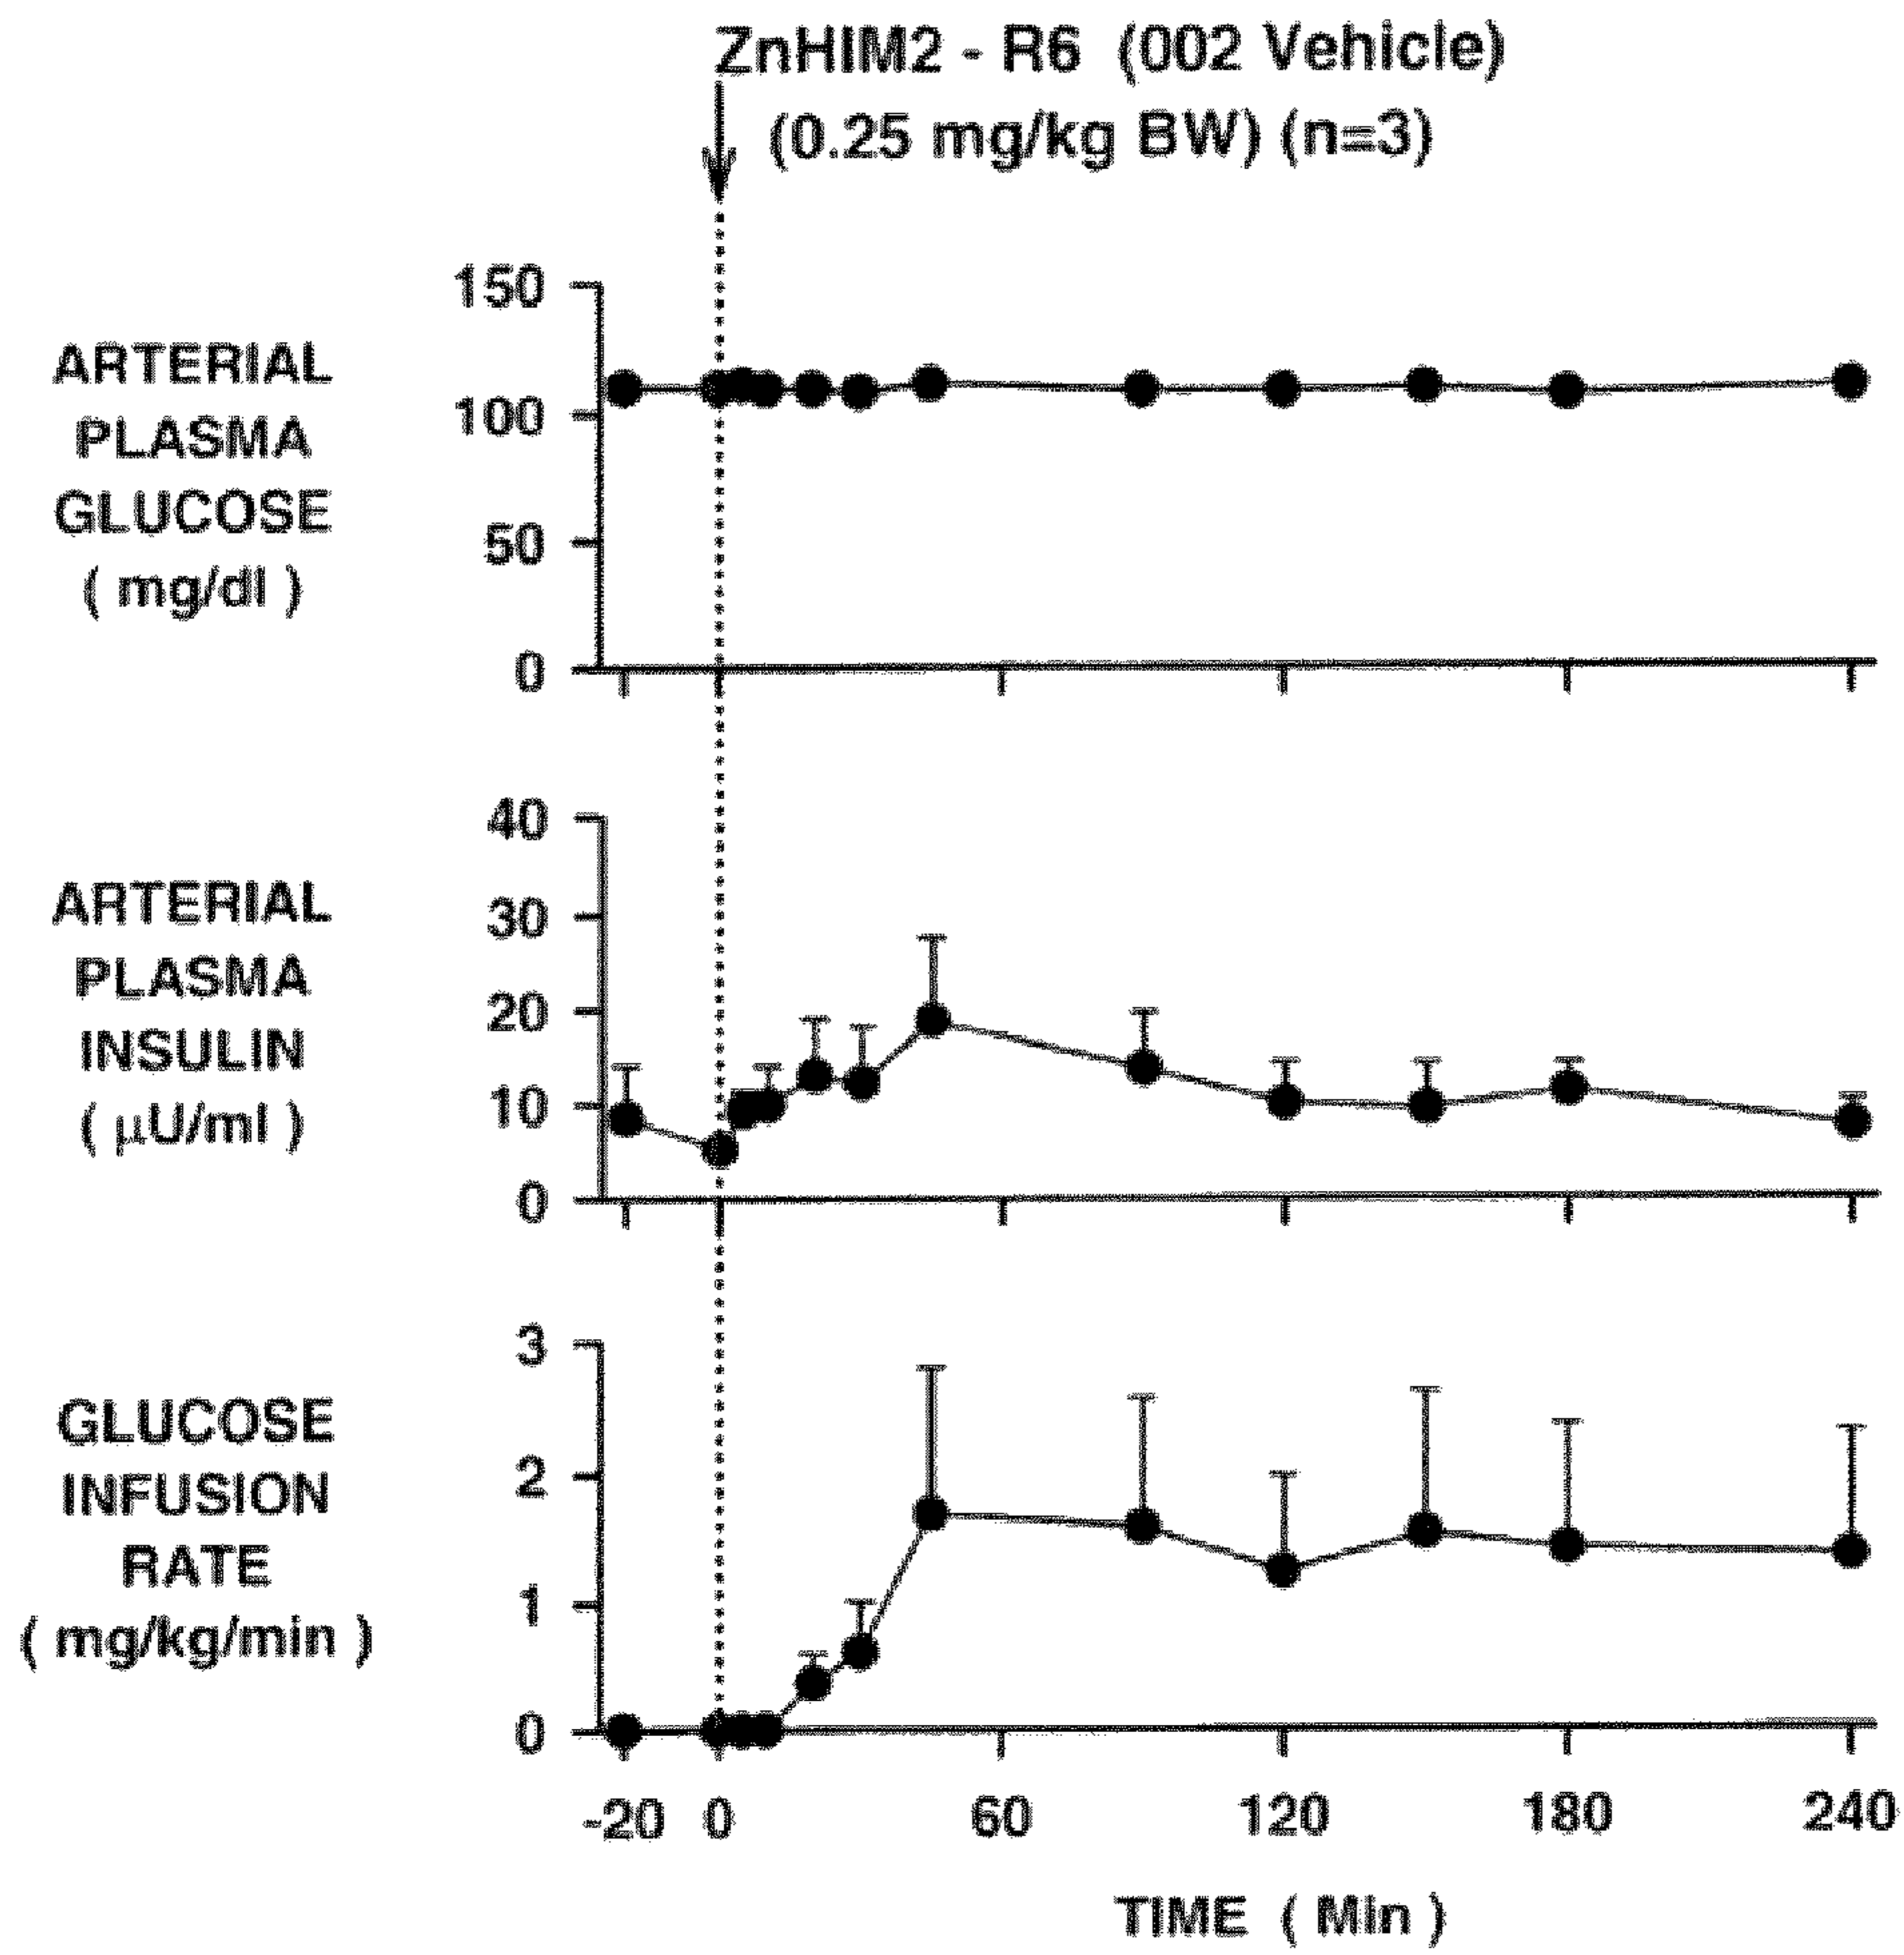 ZnHIM2 - R6 (002 Vehicle)
(0.25 mg/kg BW) (n=3)
ARTERIAL
PLASMA
GLUCOSE
( mg/dl )
150
100
50
0
ARTERIAL
PLASMA
INSULIN
( μU/ml )
40
30
20
10
0
GLUCOSE
INFUSION
RATE
( mg/kg/min )
3
2
1
0
-20 0 60 120 180 240
TIME ( Min )